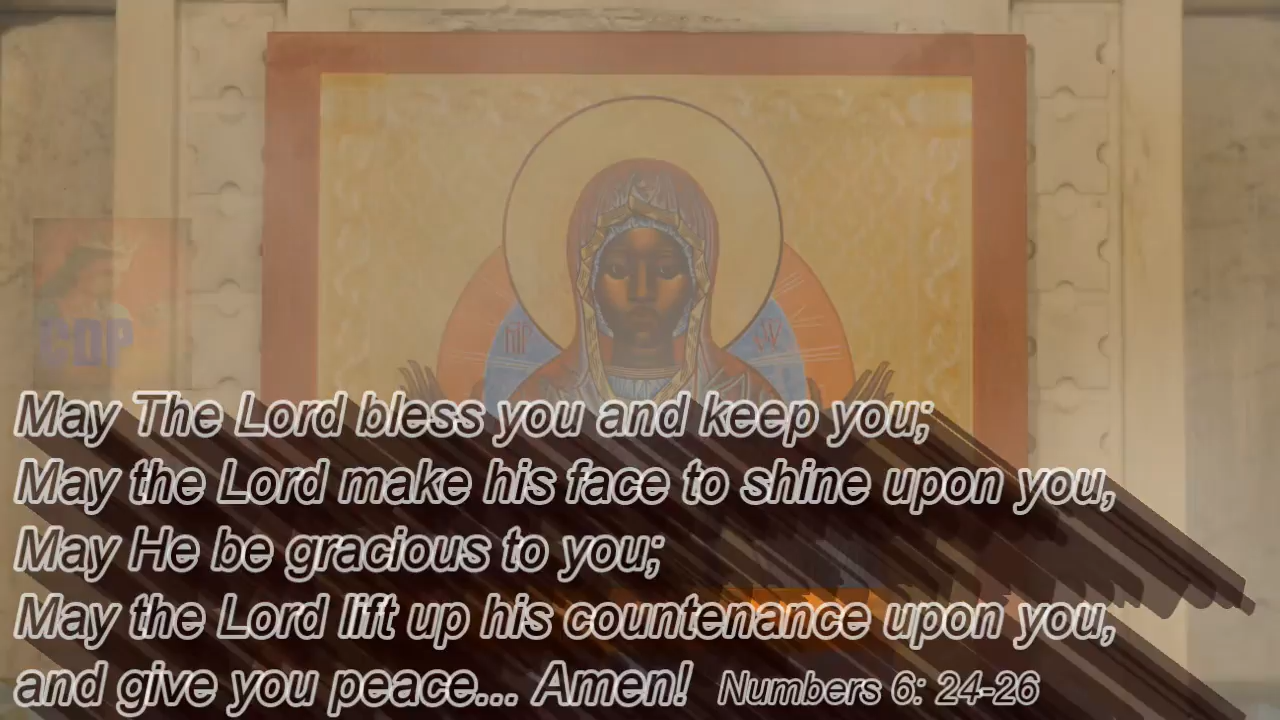 CDP
May The Lord bless you and keep you;
May the Lord make his face to shine upon you,
May He be gracious to you;
May the Lord lift up his countenance upon you,
and give you peace... Amen! Numbers 6: 24-26